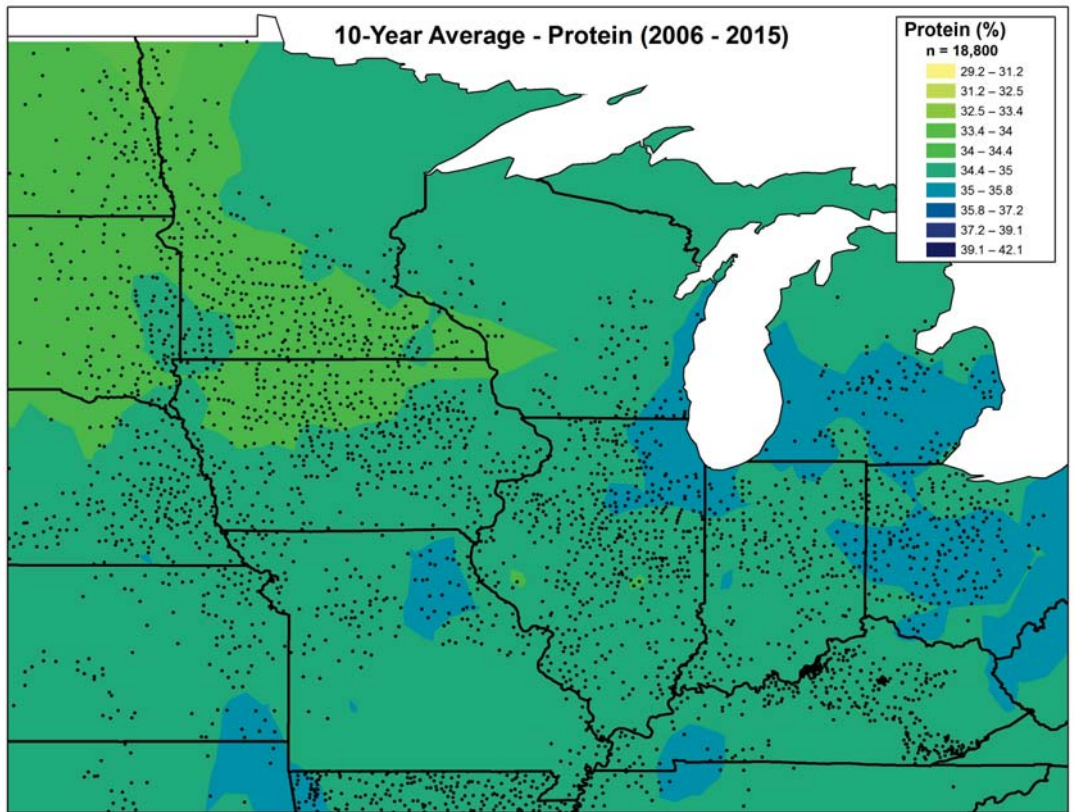 10-Year Average - Protein (2006 - 2015)
Protein (%)
n = 18,800
29.2 – 31.2
31.2 – 32.5
32.5 – 33.4
33.4 – 34
34 – 34.4
34.4 – 35
35 – 35.8
35.8 – 37.2
37.2 – 39.1
39.1 – 42.1